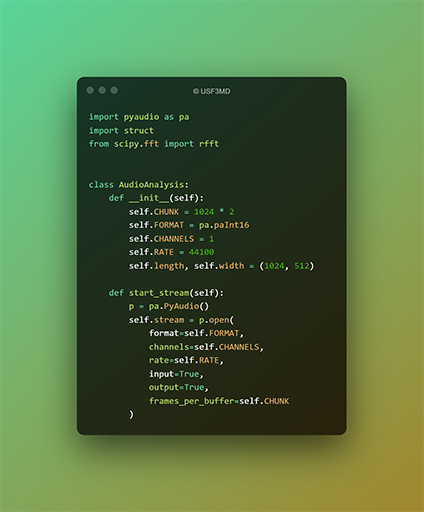 © USF3MD
import pyaudio as pa
import struct
from scipy.fft import rfft
class AudioAnalysis:
    def __init__(self):
        self.CHUNK = 1024 * 2
        self.FORMAT = pa.paInt16
        self.CHANNELS = 1
        self.RATE = 44100
        self.length, self.width = (1024, 512)
    def start_stream(self):
        p = pa.PyAudio()
        self.stream = p.open(
            format=self.FORMAT,
            channels=self.CHANNELS,
            rate=self.RATE,
            input=True,
            output=True,
            frames_per_buffer=self.CHUNK
        )